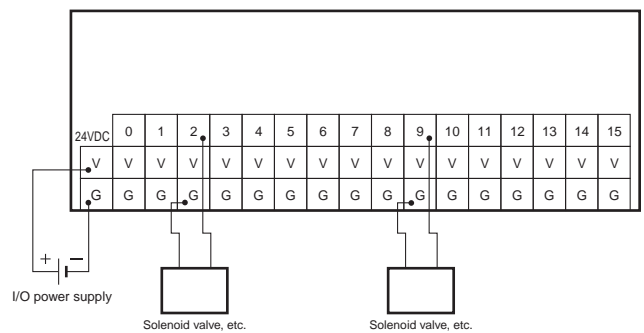 24VDC 0 1 2 3 4 5 6 7 8 9 10 11 12 13 14 15
V V V V V V V V V V V V V V V V V
G G G G G G G G G G G G G G G G G
+ −
I/O power supply
Solenoid valve, etc. Solenoid valve, etc.